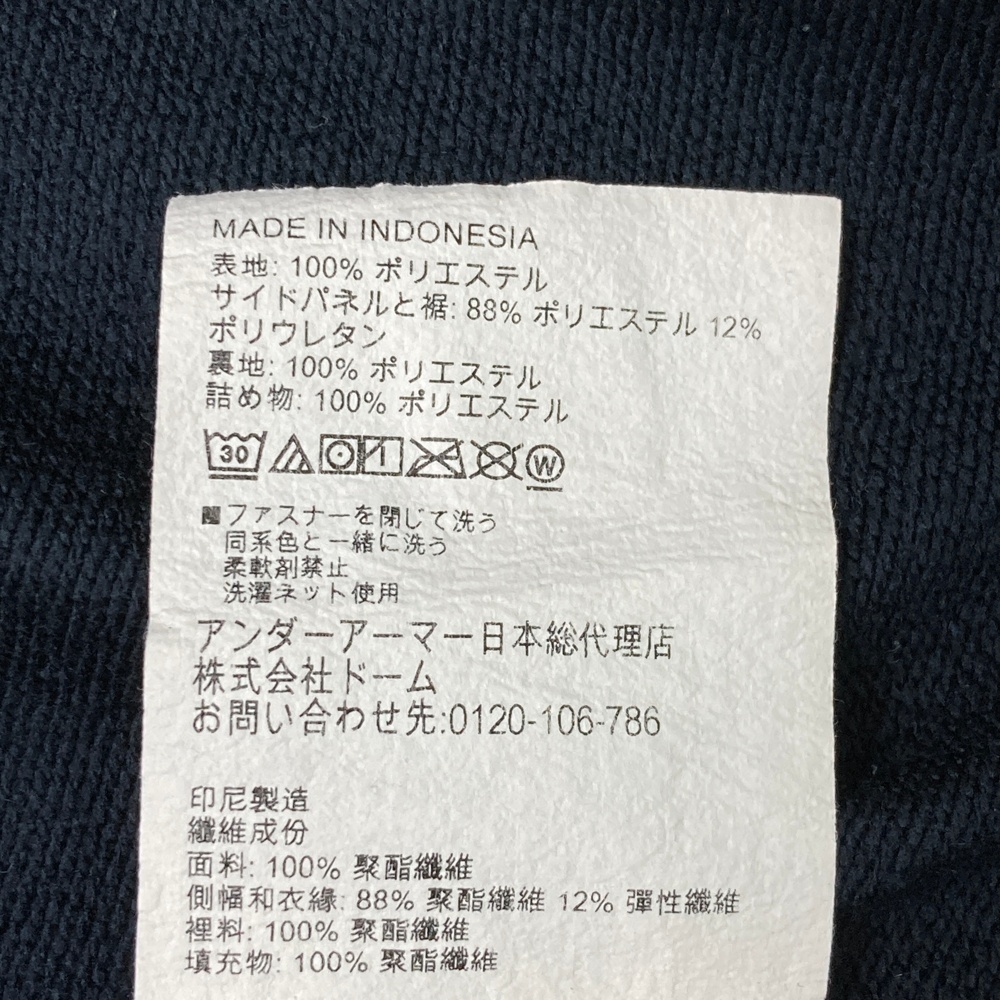 MADE IN INDONESIA
表地: 100% ポリエステル
サイドパネルと裾: 88% ポリエステル 12%
ポリウレタン
裏地: 100% ポリエステル
詰め物: 100% ポリエステル
30 W
■ファスナーを閉じて洗う
同系色と一緒に洗う
柔軟剤禁止
洗濯ネット使用
アンダーアーマー日本総代理店
株式会社ドーム
お問い合わせ先:0120-106-786
印尼製造
纖維成份
面料: 100% 聚酯纖維
側幅和衣緣: 88% 聚酯纖維 12% 彈性纖維
裡料: 100% 聚酯纖維
填充物: 100% 聚酯纖維